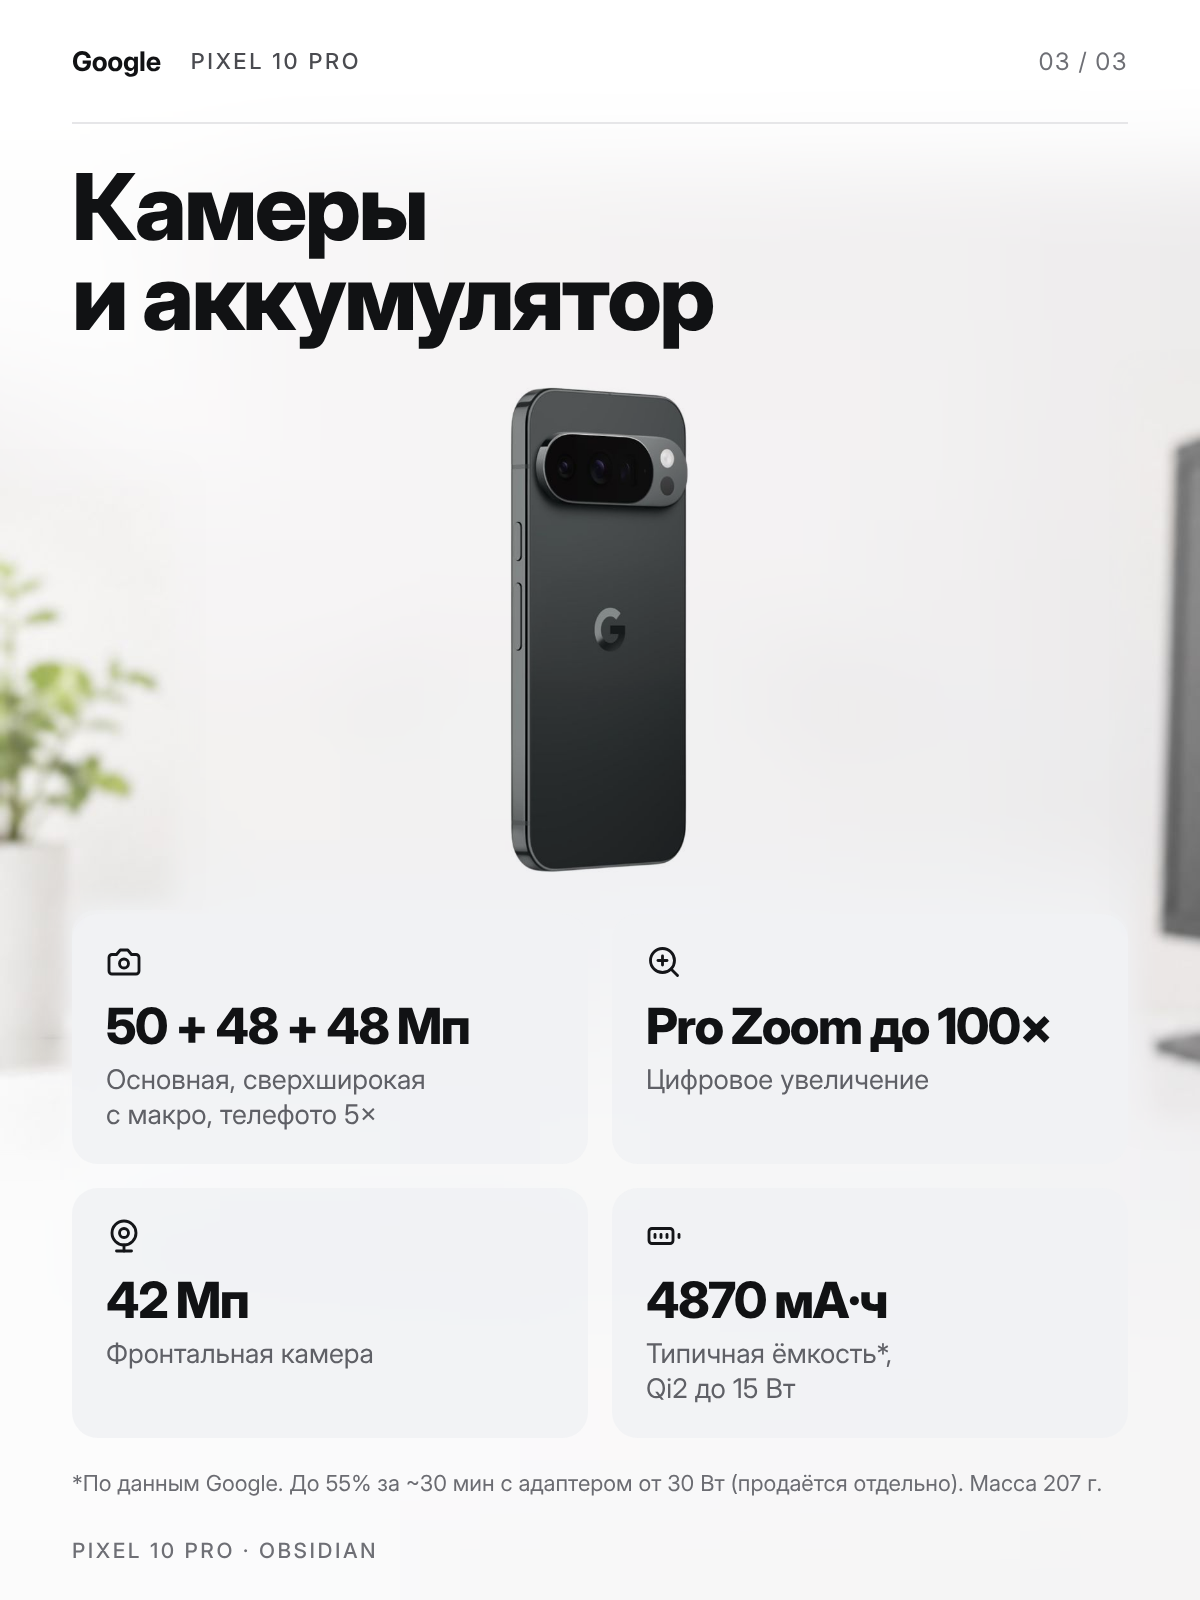 Google PIXEL 10 PRO 03 / 03
Камеры
и аккумулятор
G
50 + 48 + 48 Мп
Основная, сверхширокая
с макро, телефото 5×
Pro Zoom до 100×
Цифровое увеличение
42 Мп
Фронтальная камера
4870 мА·ч
Типичная ёмкость*,
Qi2 до 15 Вт
*По данным Google. До 55% за ~30 мин с адаптером от 30 Вт (продаётся отдельно). Масса 207 г.
PIXEL 10 PRO · OBSIDIAN